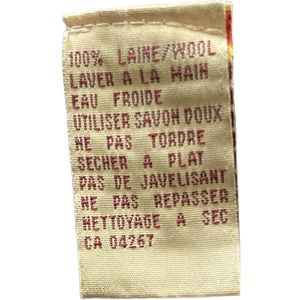 100% LAINE/WOOL
LAVER A LA MAIN
EAU FROIDE
UTILISER SAVON DOUX
NE PAS TORDRE
SECHER A PLAT
PAS DE JAVELISANT
NE PAS REPASSER
NETTOYAGE A SEC
CA 04267